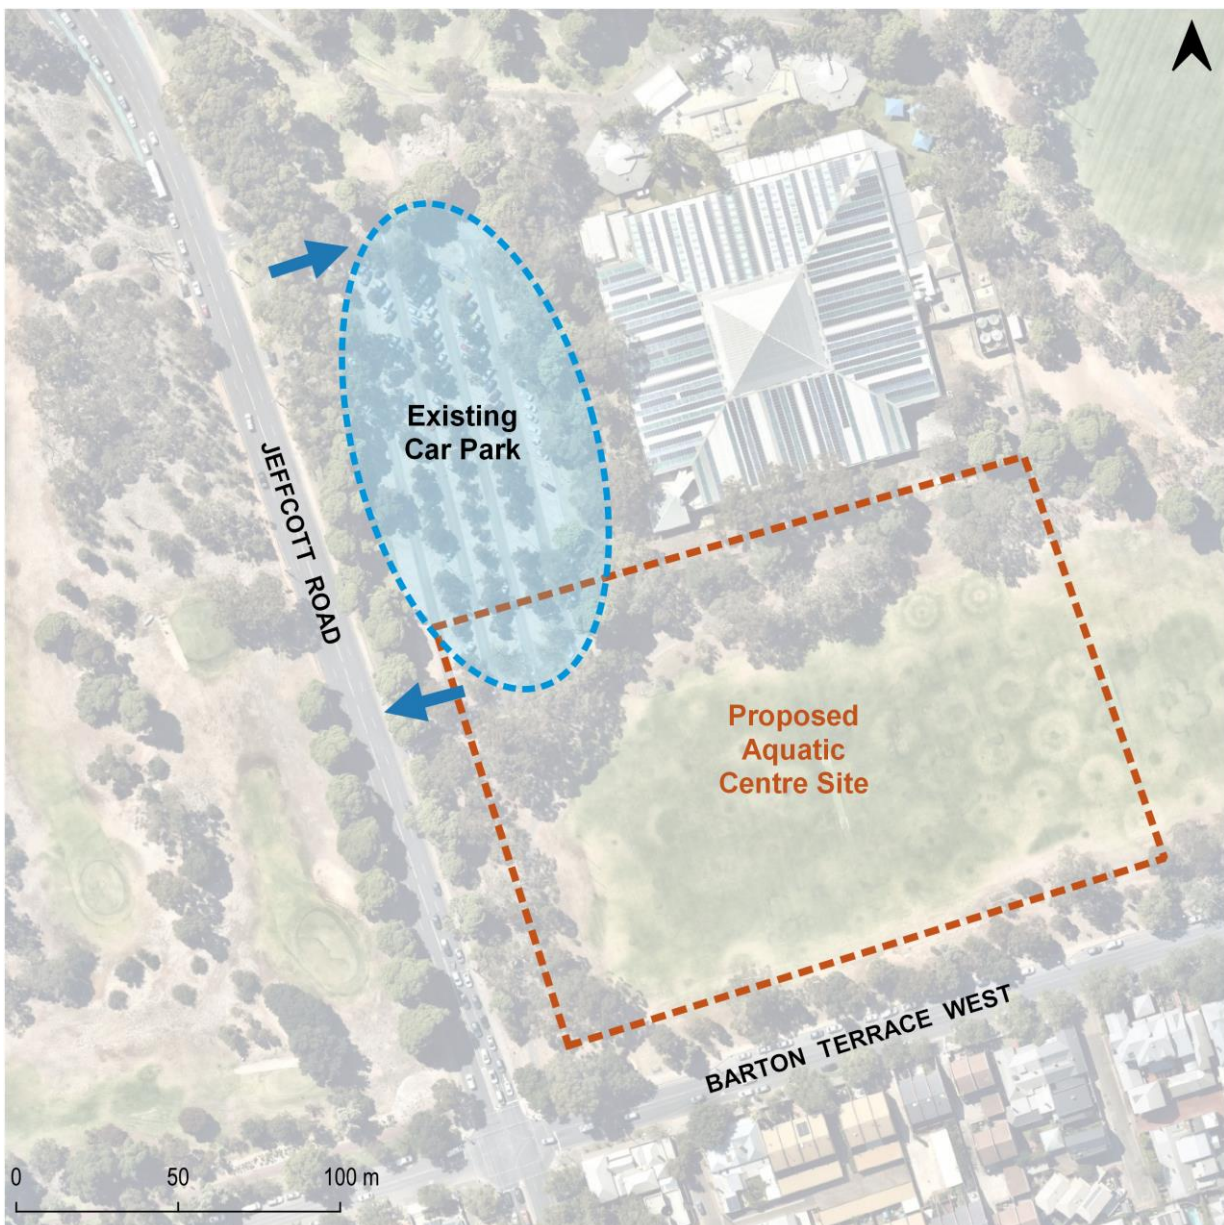 Existing
Car Park
JEFFCOTT ROAD
Proposed
Aquatic
Centre Site
BARTON TERRACE WEST
0 50 100 m